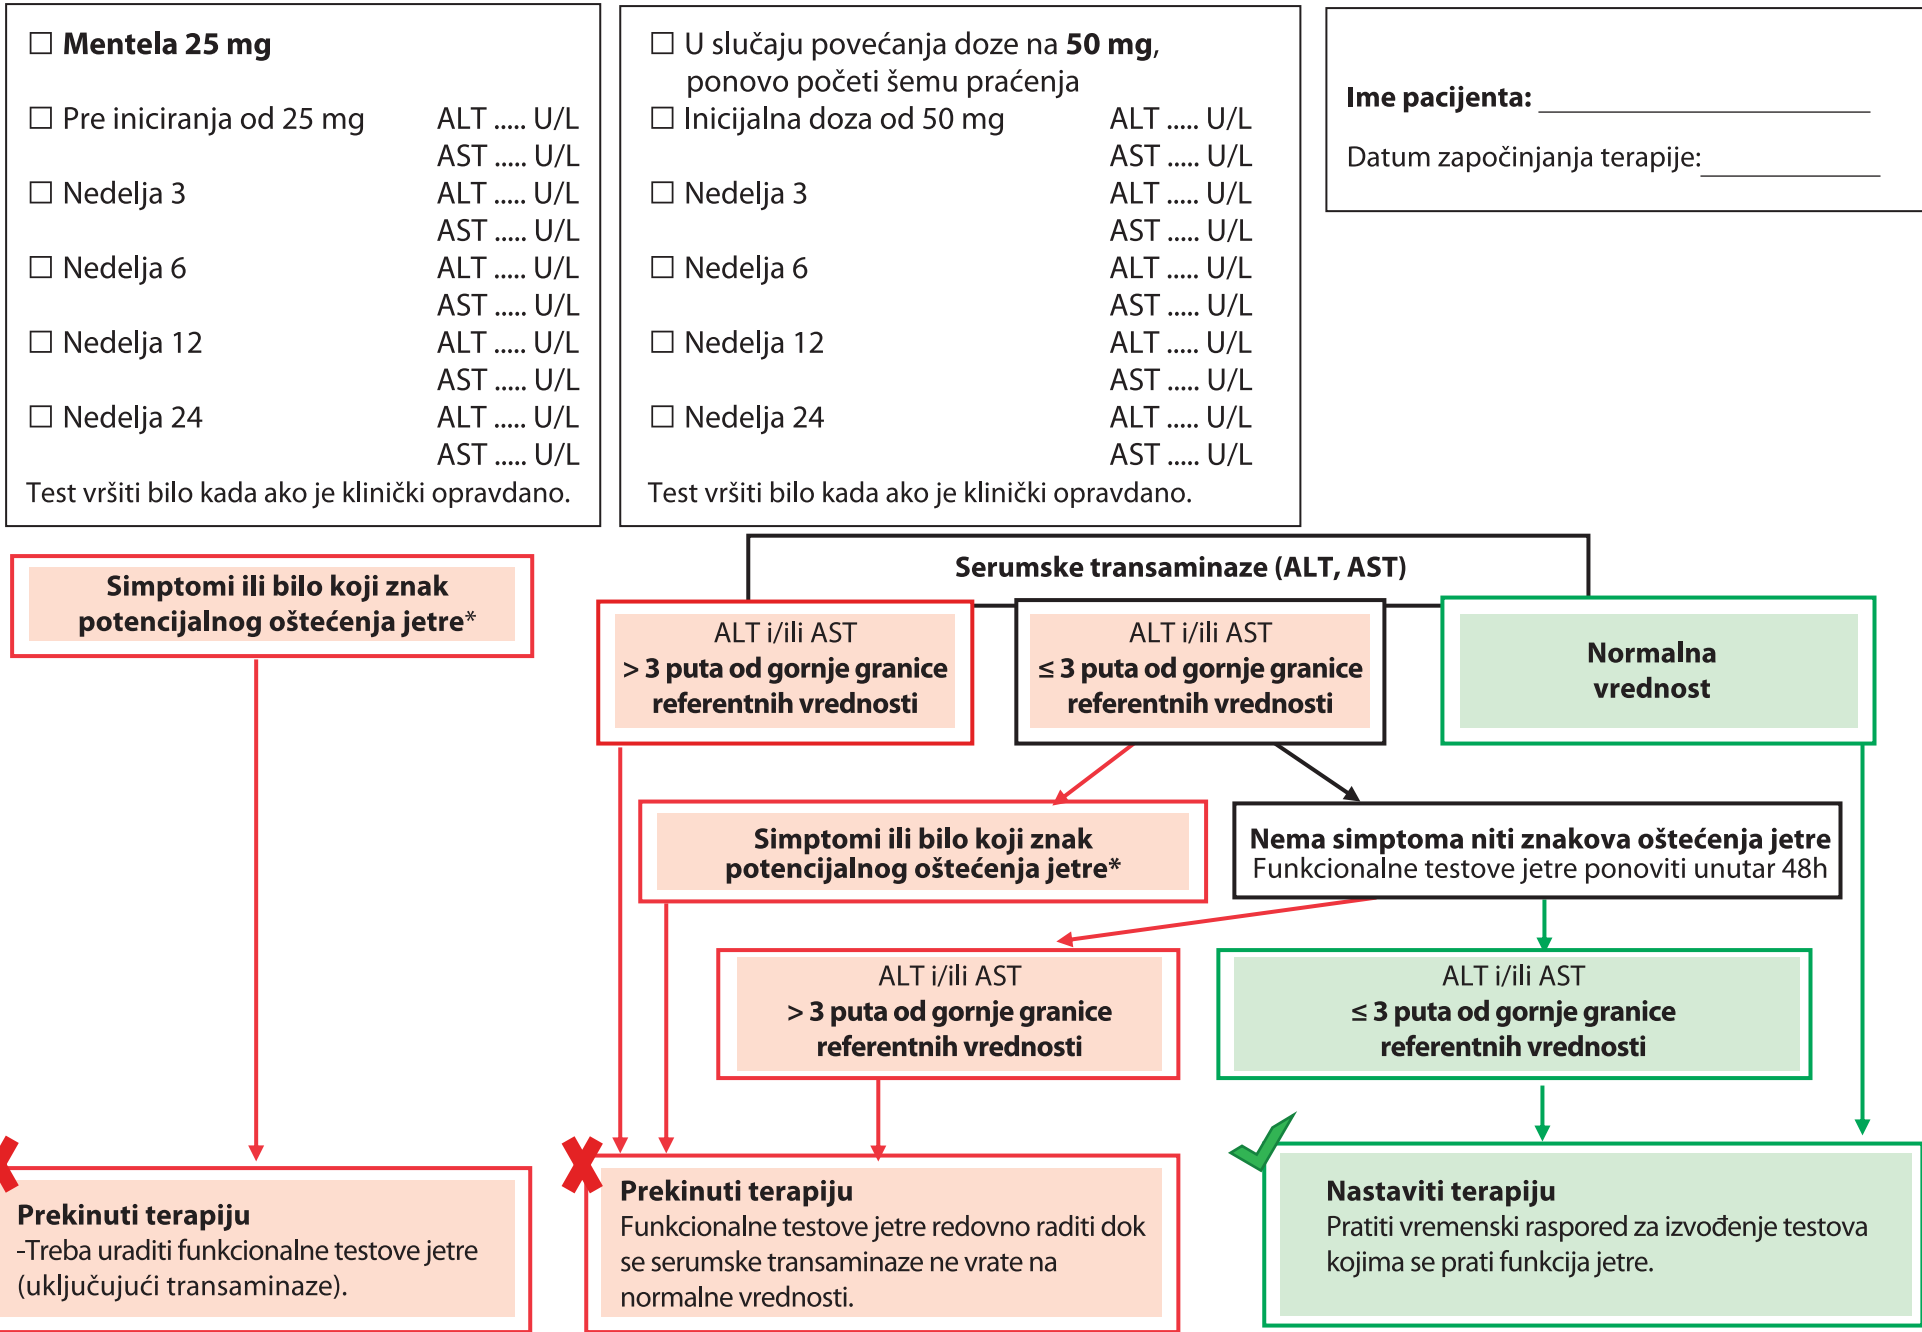 ☐ Mentela 25 mg
☐ Pre iniciranja od 25 mg ALT ..... U/L
AST ..... U/L
☐ Nedelja 3 ALT ..... U/L
AST ..... U/L
☐ Nedelja 6 ALT ..... U/L
AST ..... U/L
☐ Nedelja 12 ALT ..... U/L
AST ..... U/L
☐ Nedelja 24 ALT ..... U/L
AST ..... U/L
Test vršiti bilo kada ako je klinički opravdano.
☐ U slučaju povećanja doze na 50 mg,
ponovo početi šemu praćenja
☐ Inicijalna doza od 50 mg ALT ..... U/L
AST ..... U/L
☐ Nedelja 3 ALT ..... U/L
AST ..... U/L
☐ Nedelja 6 ALT ..... U/L
AST ..... U/L
☐ Nedelja 12 ALT ..... U/L
AST ..... U/L
☐ Nedelja 24 ALT ..... U/L
AST ..... U/L
Test vršiti bilo kada ako je klinički opravdano.
Ime pacijenta: ____________________
Datum započinjanja terapije:___________
Simptomi ili bilo koji znak
potencijalnog oštećenja jetre*
Serumske transaminaze (ALT, AST)
ALT i/ili AST
> 3 puta od gornje granice
referentnih vrednosti
ALT i/ili AST
≤ 3 puta od gornje granice
referentnih vrednosti
Normalna
vrednost
Simptomi ili bilo koji znak
potencijalnog oštećenja jetre*
Nema simptoma niti znakova oštećenja jetre
Funkcionalne testove jetre ponoviti unutar 48h
ALT i/ili AST
> 3 puta od gornje granice
referentnih vrednosti
ALT i/ili AST
≤ 3 puta od gornje granice
referentnih vrednosti
Prekinuti terapiju
-Treba uraditi funkcionalne testove jetre
(uključujući transaminaze).
Prekinuti terapiju
Funkcionalne testove jetre redovno raditi dok
se serumske transaminaze ne vrate na
normalne vrednosti.
Nastaviti terapiju
Pratiti vremenski raspored za izvođenje testova
kojima se prati funkcija jetre.